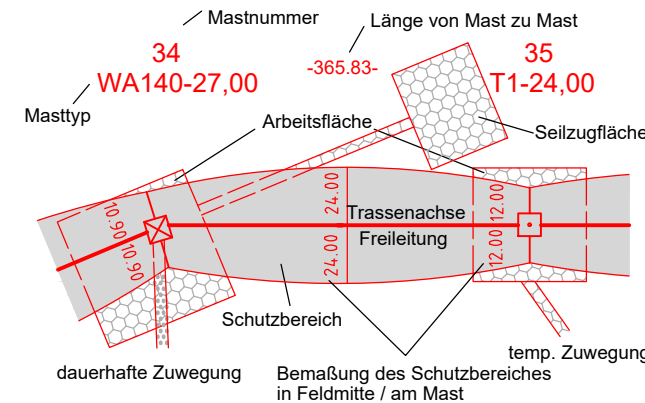 Mastnummer
Länge von Mast zu Mast
34
-365.83-
35
WA140-27,00
T1-24,00
Masttyp
Arbeitsfläche
Seilzugfläche
10.90
10.90
24.00
24.00
Trassenachse
Freileitung
12.00
12.00
Schutzbereich
dauerhafte Zuwegung
temp. Zuwegung
Bemaßung des Schutzbereiches
in Feldmitte / am Mast